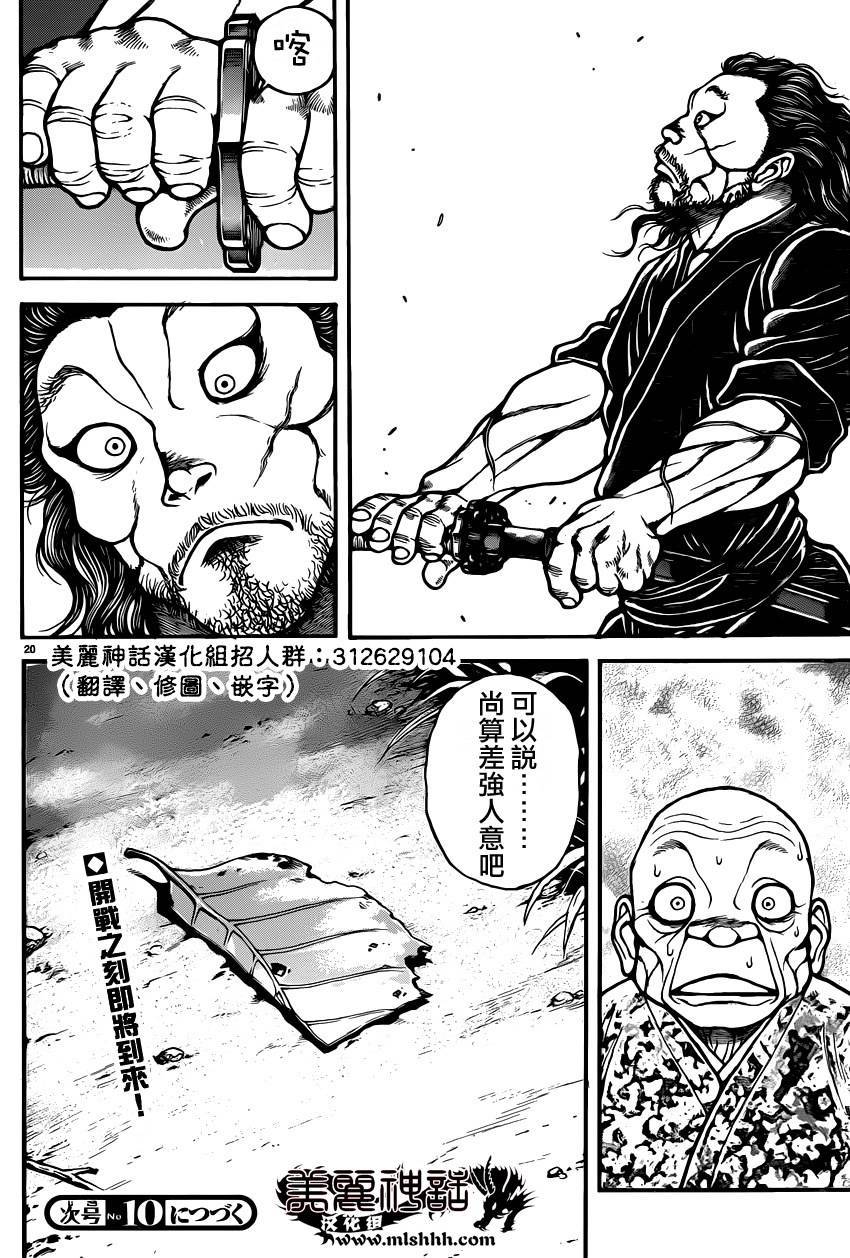 喀
20
美麗神話漢化組招人群：312629104
（翻譯、修圖、嵌字）
可以說………
尚算差強人意吧
◆開戰之刻即將到來！
次号No10につづく
美麗神話
汉化组
www.mlshhh.com